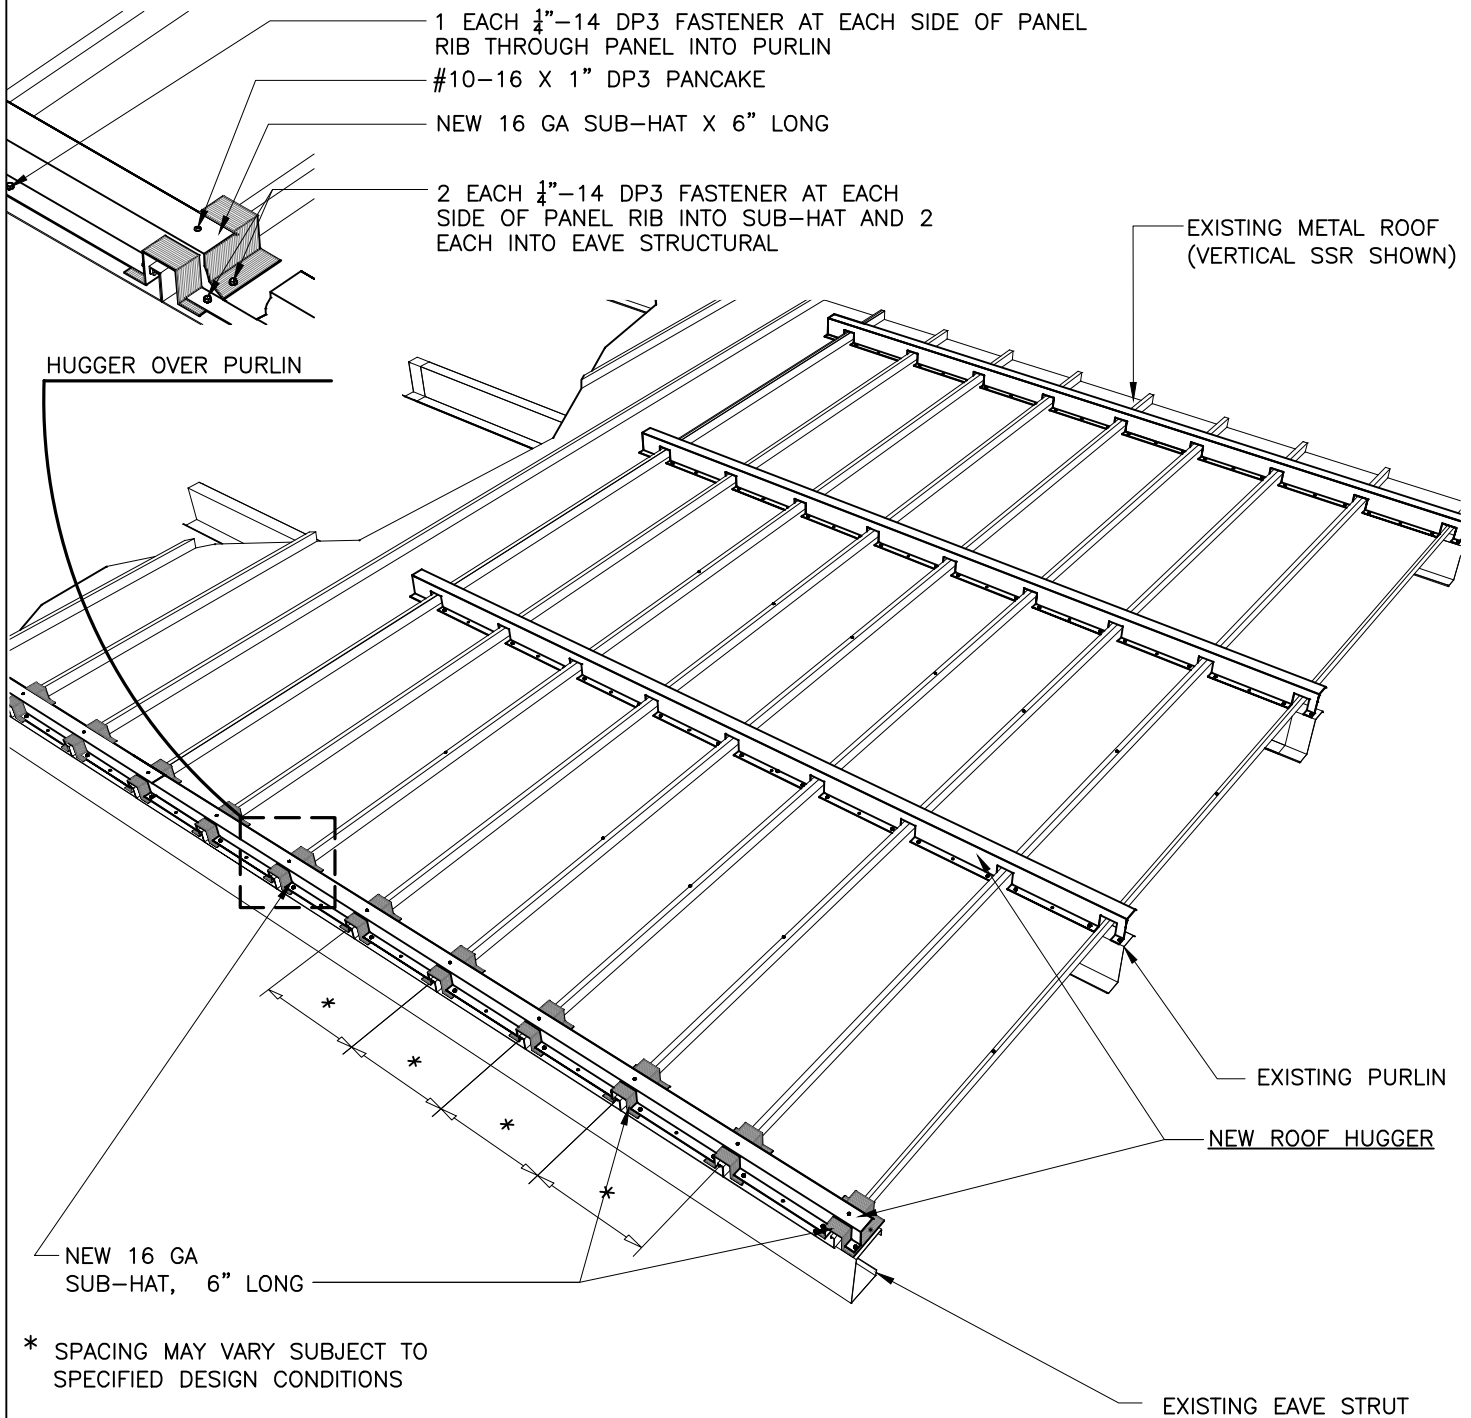 1 EACH ¼"-14 DP3 FASTENER AT EACH SIDE OF PANEL
RIB THROUGH PANEL INTO PURLIN
#10-16 X 1" DP3 PANCAKE
NEW 16 GA SUB-HAT X 6" LONG
2 EACH ¼"-14 DP3 FASTENER AT EACH
SIDE OF PANEL RIB INTO SUB-HAT AND 2
EACH INTO EAVE STRUCTURAL
EXISTING METAL ROOF
(VERTICAL SSR SHOWN)
HUGGER OVER PURLIN
*
*
*
*
EXISTING PURLIN
NEW ROOF HUGGER
NEW 16 GA
SUB-HAT, 6" LONG
* SPACING MAY VARY SUBJECT TO
SPECIFIED DESIGN CONDITIONS
EXISTING EAVE STRUT